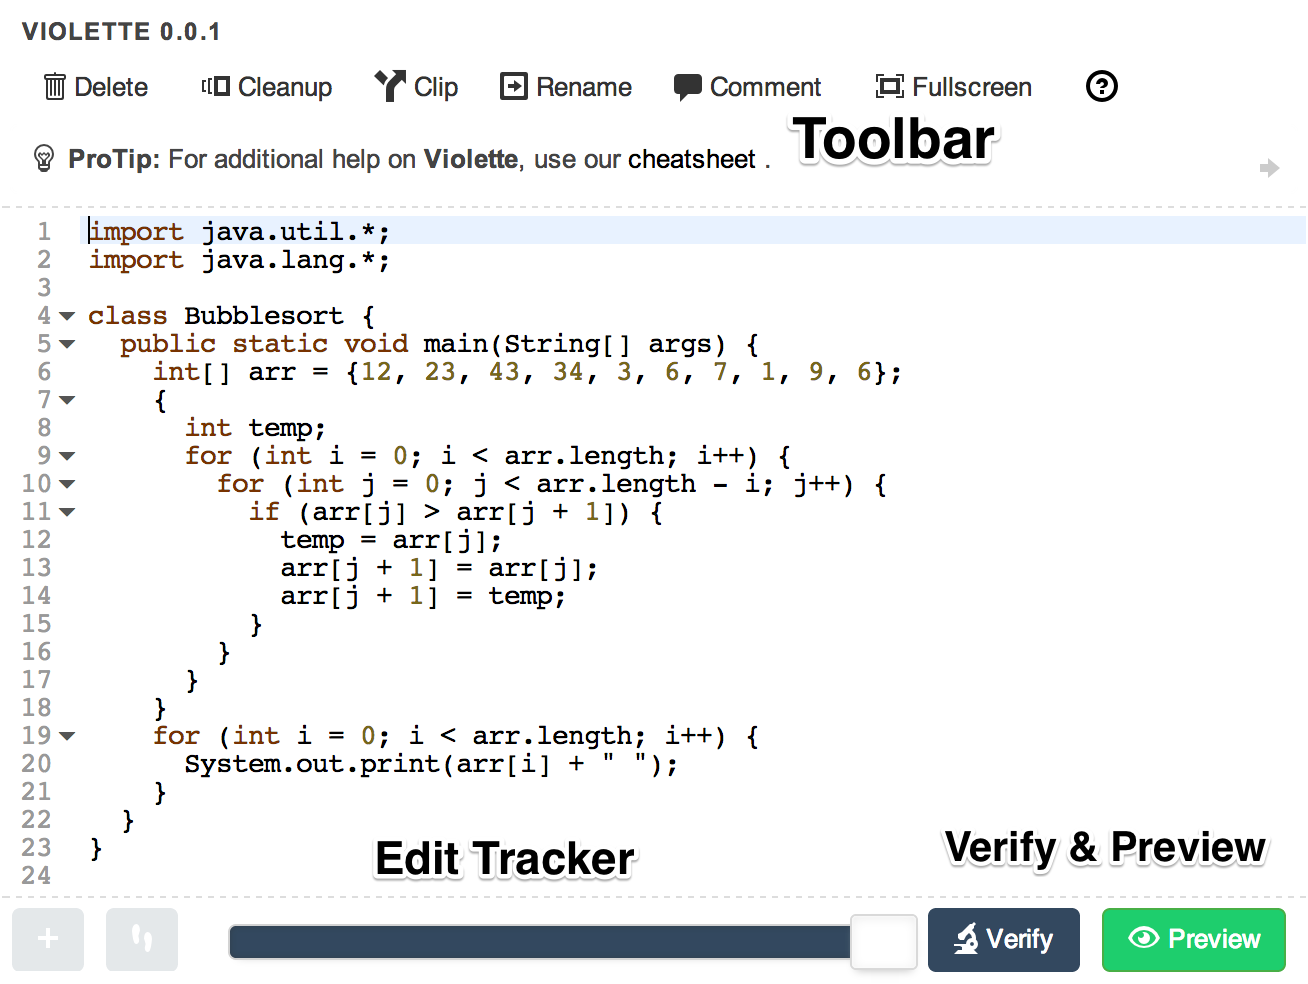 VIOLETTE 0.0.1
Delete Cleanup Clip Rename Comment Fullscreen ?
Toolbar
ProTip: For additional help on Violette, use our cheatsheet .
1 import java.util.*;
2 import java.lang.*;
3
4 class Bubblesort {
5 public static void main(String[] args) {
6 int[] arr = {12, 23, 43, 34, 3, 6, 7, 1, 9, 6};
7 {
8 int temp;
9 for (int i = 0; i < arr.length; i++) {
10 for (int j = 0; j < arr.length - i; j++) {
11 if (arr[j] > arr[j + 1]) {
12 temp = arr[j];
13 arr[j + 1] = arr[j];
14 arr[j + 1] = temp;
15 }
16 }
17 }
18 }
19 for (int i = 0; i < arr.length; i++) {
20 System.out.print(arr[i] + " ");
21 }
22 }
23 }
24
Edit Tracker
Verify & Preview
+ Verify Preview